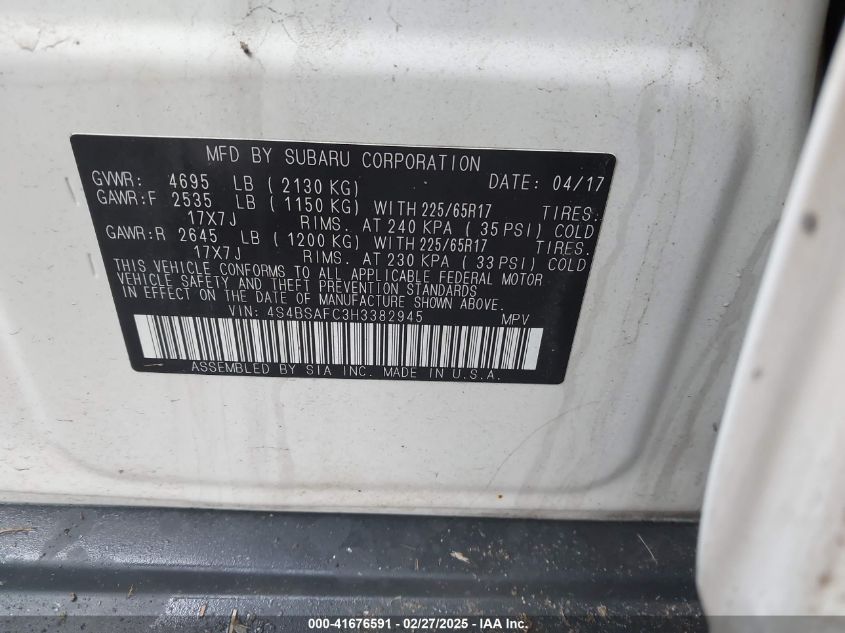 MFD BY SUBARU CORPORATION
GVWR: 4695 LB ( 2130 KG) DATE: 04/17
GAWR:F 2535 LB ( 1150 KG) WITH 225/65R17 TIRES:
17X7J RIMS. AT 240 KPA ( 35 PSI) COLD
GAWR:R 2645 LB ( 1200 KG) WITH 225/65R17 TIRES.
17X7J RIMS. AT 230 KPA ( 33 PSI) COLD
THIS VEHICLE CONFORMS TO ALL APPLICABLE FEDERAL MOTOR
VEHICLE SAFETY AND THEFT PREVENTION STANDARDS
IN EFFECT ON THE DATE OF MANUFACTURE SHOWN ABOVE.
VIN: 4S4BSAFC3H3382945 MPV
ASSEMBLED BY SIA INC. MADE IN U.S.A.
000-41676591 / 02/27/2025 - IAA Inc.